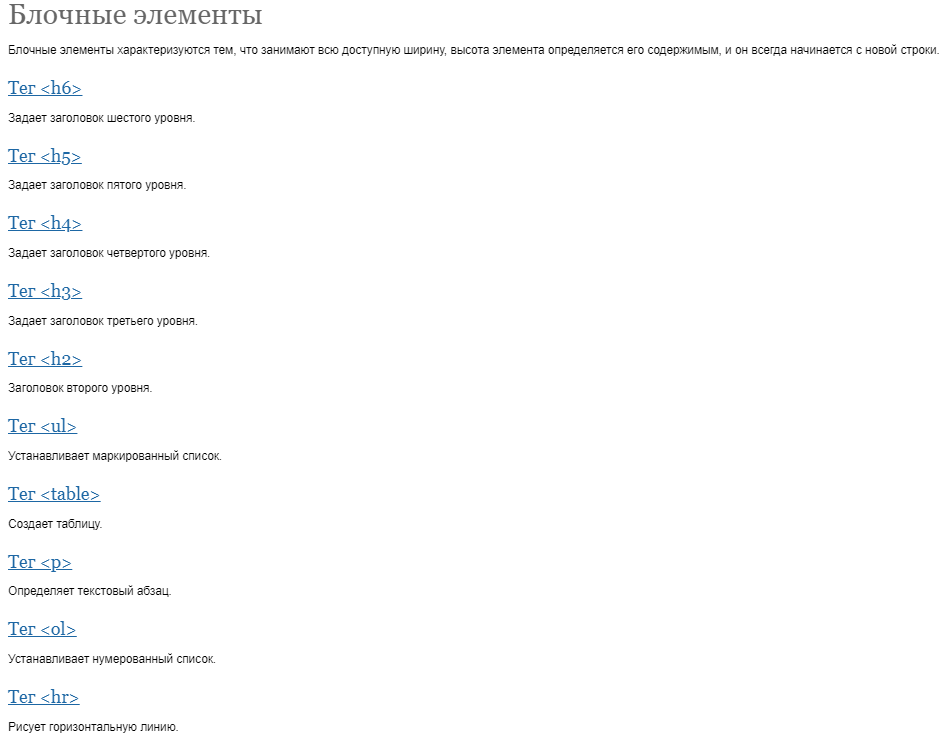 Блочные элементы
Блочные элементы характеризуются тем, что занимают всю доступную ширину, высота элемента определяется его содержимым, и он всегда начинается с новой строки.
Тег <h6>
Задает заголовок шестого уровня.
Тег <h5>
Задает заголовок пятого уровня.
Тег <h4>
Задает заголовок четвертого уровня.
Тег <h3>
Задает заголовок третьего уровня.
Тег <h2>
Заголовок второго уровня.
Тег <ul>
Устанавливает маркированный список.
Тег <table>
Создает таблицу.
Тег <p>
Определяет текстовый абзац.
Тег <ol>
Устанавливает нумерованный список.
Тег <hr>
Рисует горизонтальную линию.